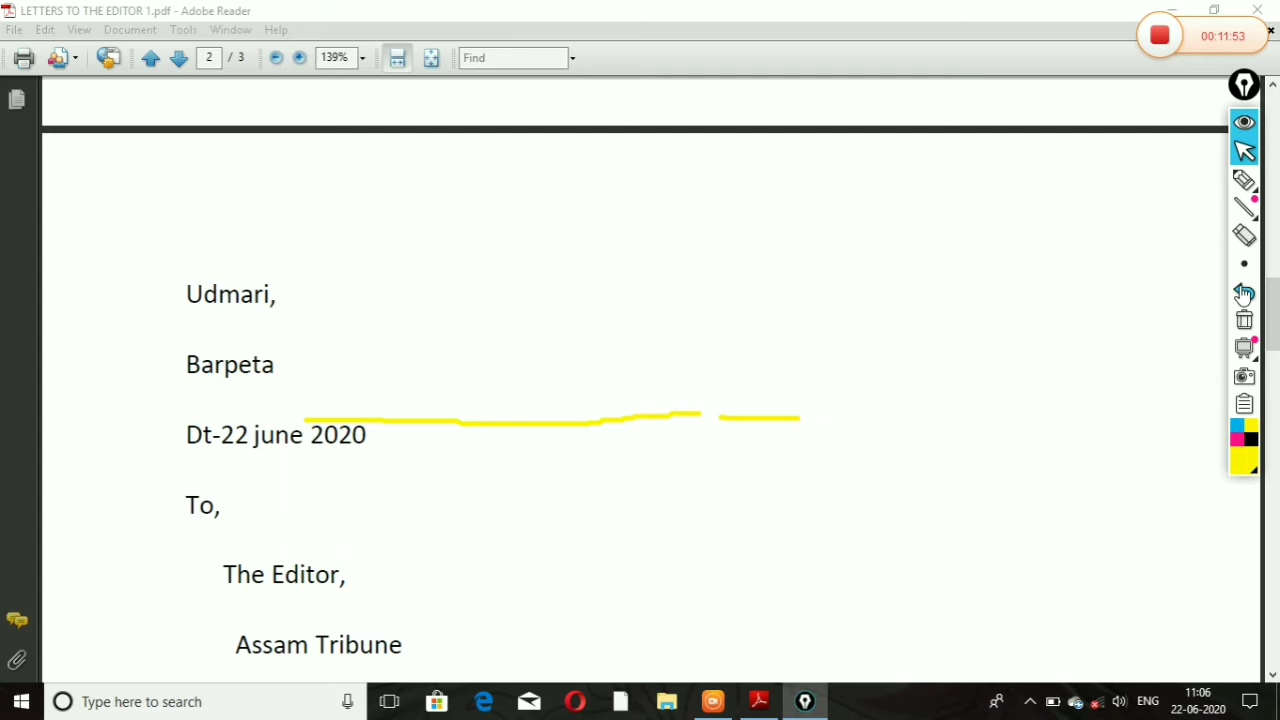 LETTERS TO THE EDITOR 1.pdf - Adobe Reader
File Edit View Document Tools Window Help
2 / 3 139% Find
00:11:53
Udmari,
Barpeta
Dt-22 june 2020
To,
The Editor,
Assam Tribune
Type here to search
ENG
11:06
22-06-2020